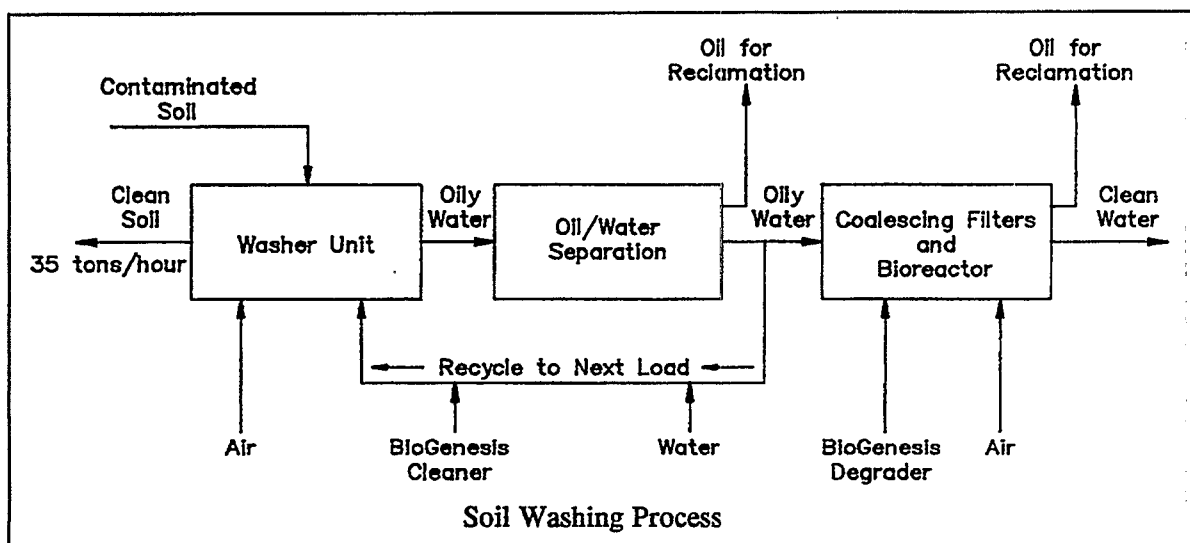 Oil for
Reclamation
Oil for
Reclamation
Contaminated
Soil
Clean
Soil
35 tons/hour
Washer Unit
Oily
Water
Oil/Water
Separation
Oily
Water
Coalescing Filters
and
Bioreactor
Clean
Water
Recycle to Next Load
Air
BioGenesis
Cleaner
Water
BioGenesis
Degrader
Air
Soil Washing Process